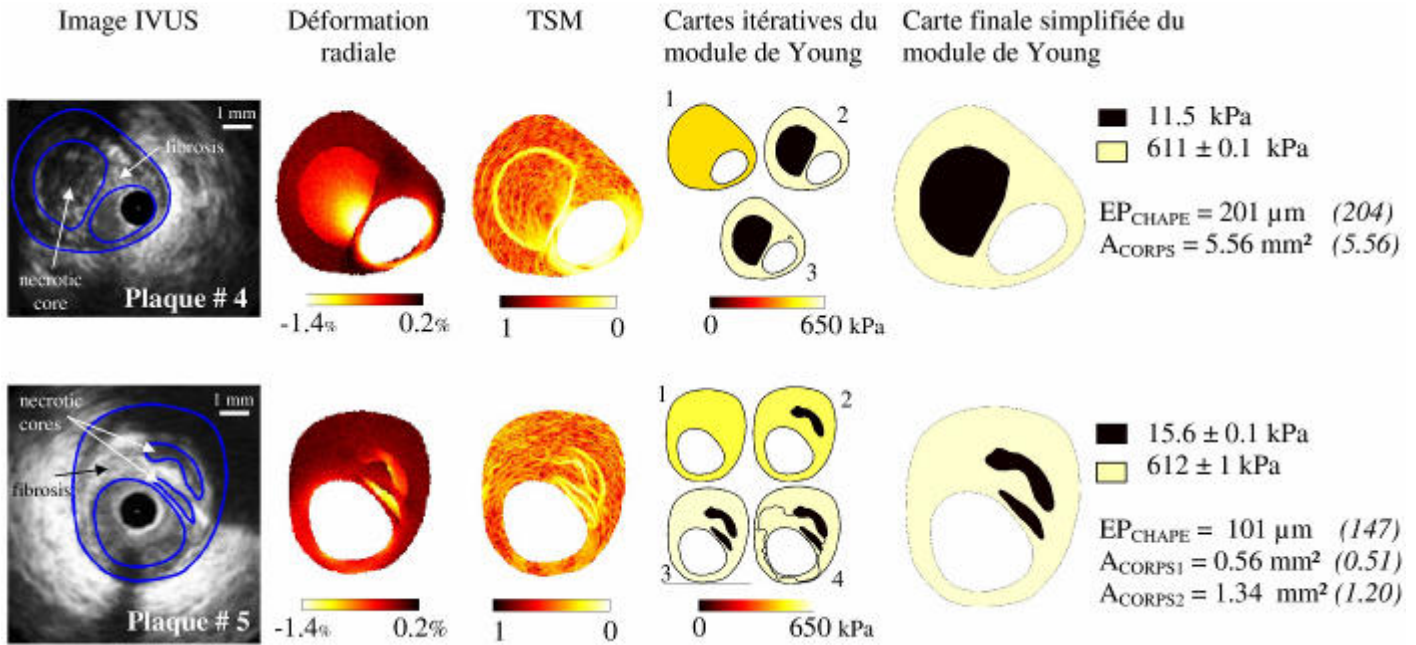 Image IVUS
Déformation
radiale
TSM
Cartes itératives du
module de Young
Carte finale simplifiée du
module de Young
1 mm
fibrosis
necrotic
core
Plaque # 4
-1.4%
0.2%
1
0
1
2
3
0
650 kPa
11.5 kPa
611 ± 0.1 kPa
EPCHAPE = 201 µm (204)
ACORPS = 5.56 mm² (5.56)
1 mm
necrotic
cores
fibrosis
Plaque # 5
-1.4%
0.2%
1
0
1
2
3
4
0
650 kPa
15.6 ± 0.1 kPa
612 ± 1 kPa
EPCHAPE = 101 µm (147)
ACORPS1 = 0.56 mm² (0.51)
ACORPS2 = 1.34 mm² (1.20)